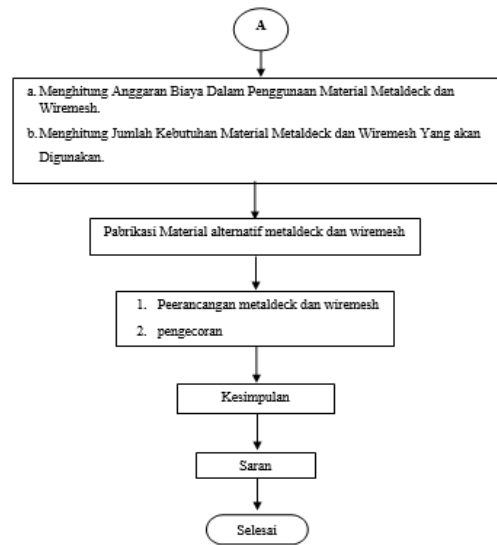 A
a. Menghitung Anggaran Biaya Dalam Penggunaan Material Metaldeck dan
Wiremesh.
b. Menghitung Jumlah Kebutuhan Material Metaldeck dan Wiremesh Yang akan
Digunakan.
Pabrikasi Material alternatif metaldeck dan wiremesh
1. Peerancangan metaldeck dan wiremesh
2. pengecoran
Kesimpulan
Saran
Selesai